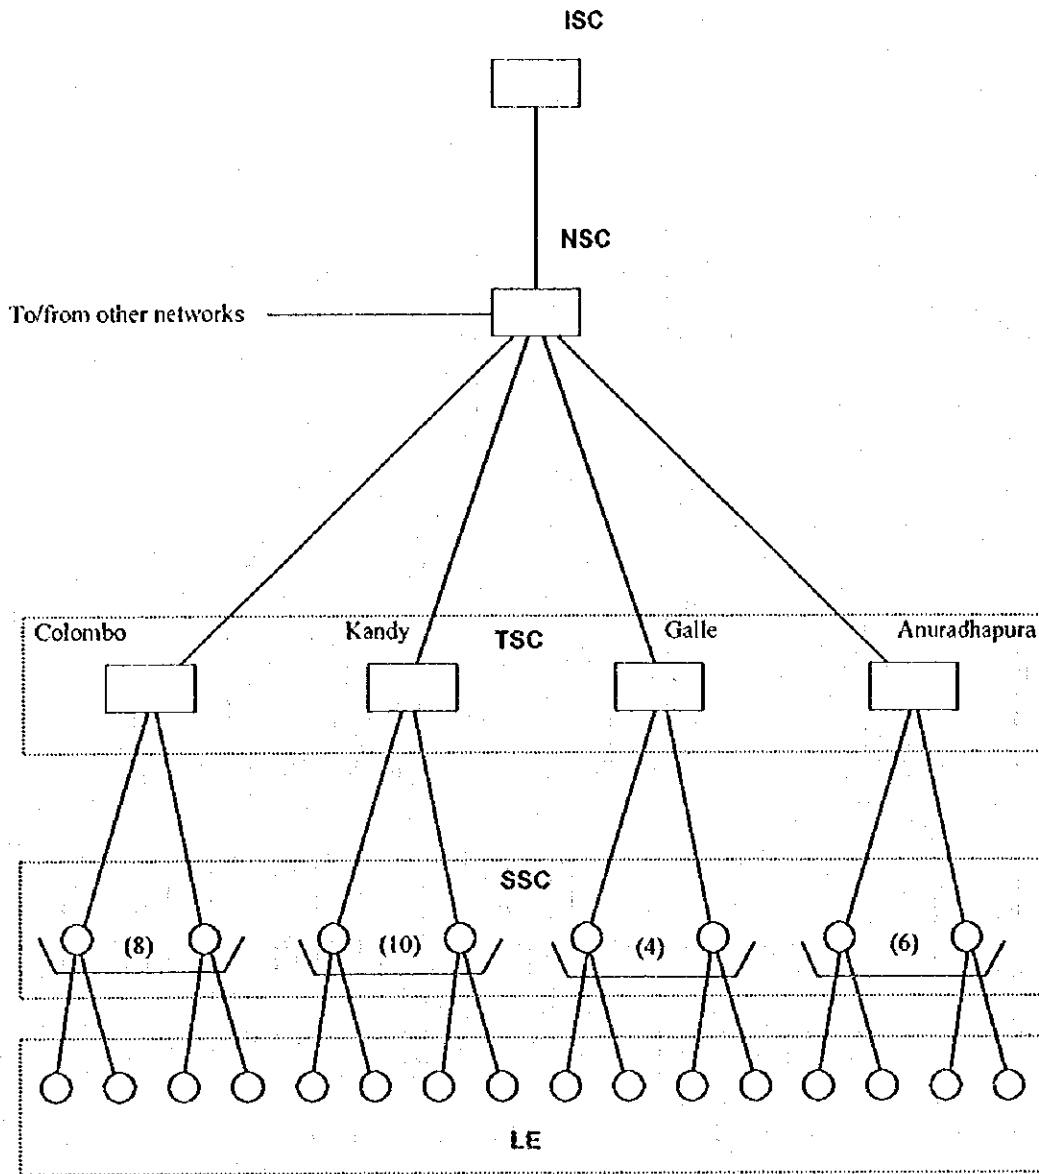 ISC
NSC
To/from other networks
Colombo
Kandy
TSC
Galle
Anuradhapura
SSC
(8)
(10)
(4)
(6)
LE